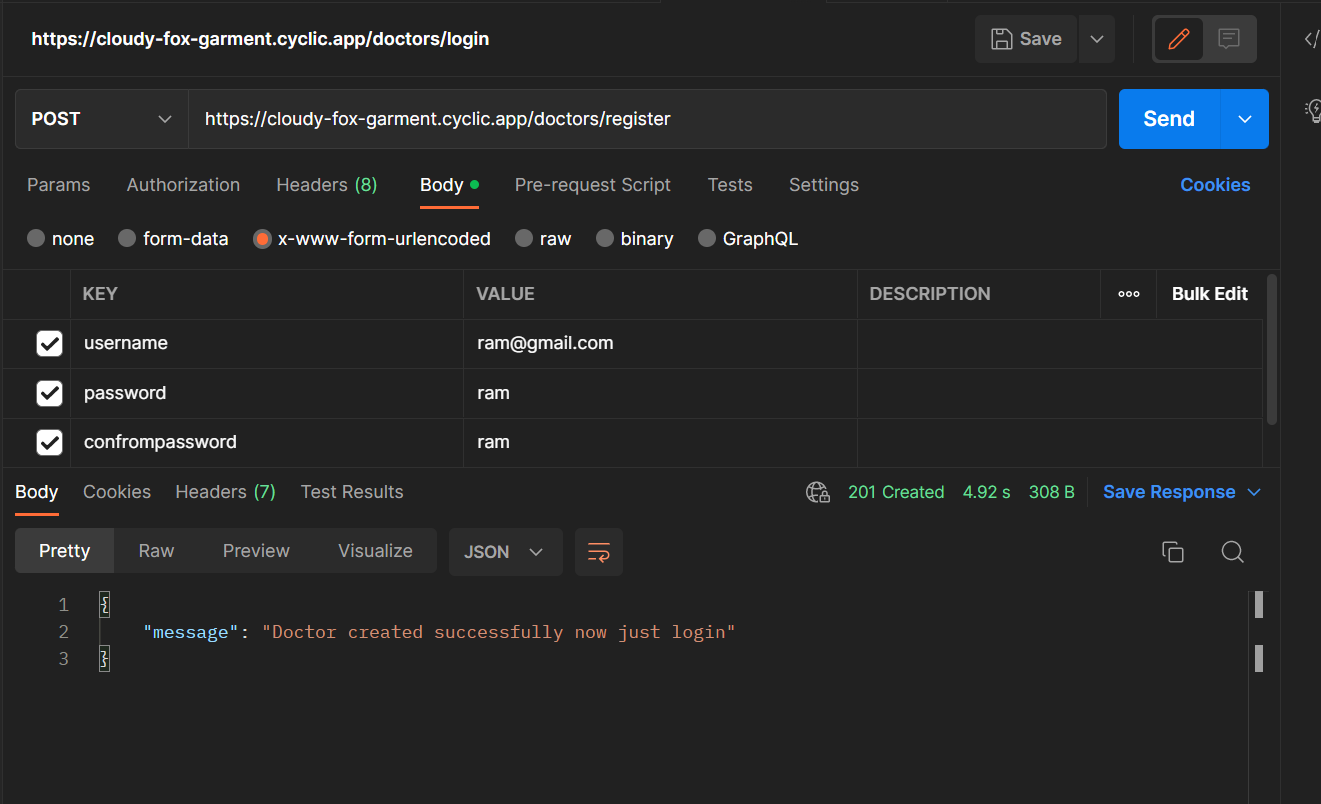 https://cloudy-fox-garment.cyclic.app/doctors/login
Save
POST
https://cloudy-fox-garment.cyclic.app/doctors/register
Send
Params Authorization Headers (8) Body Pre-request Script Tests Settings Cookies
none form-data x-www-form-urlencoded raw binary GraphQL
KEY VALUE DESCRIPTION ooo Bulk Edit
username ram@gmail.com
password ram
confrompassword ram
Body Cookies Headers (7) Test Results 201 Created 4.92 s 308 B Save Response
Pretty Raw Preview Visualize JSON
1 {
2 "message": "Doctor created successfully now just login"
3 }